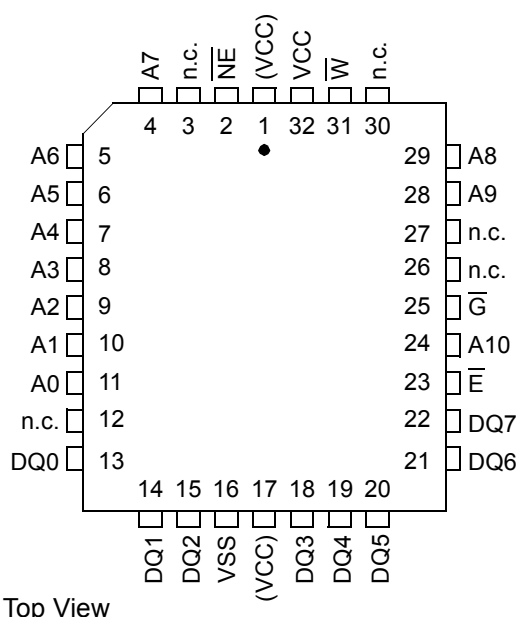 A7 n.c. N̅E̅ (VCC) VCC W̅ n.c.
4 3 2 1 32 31 30
A6 5 29 A8
A5 6 28 A9
A4 7 27 n.c.
A3 8 26 n.c.
A2 9 25 G̅
A1 10 24 A10
A0 11 23 E̅
n.c. 12 22 DQ7
DQ0 13 21 DQ6
14 15 16 17 18 19 20
DQ1 DQ2 VSS (VCC) DQ3 DQ4 DQ5
Top View